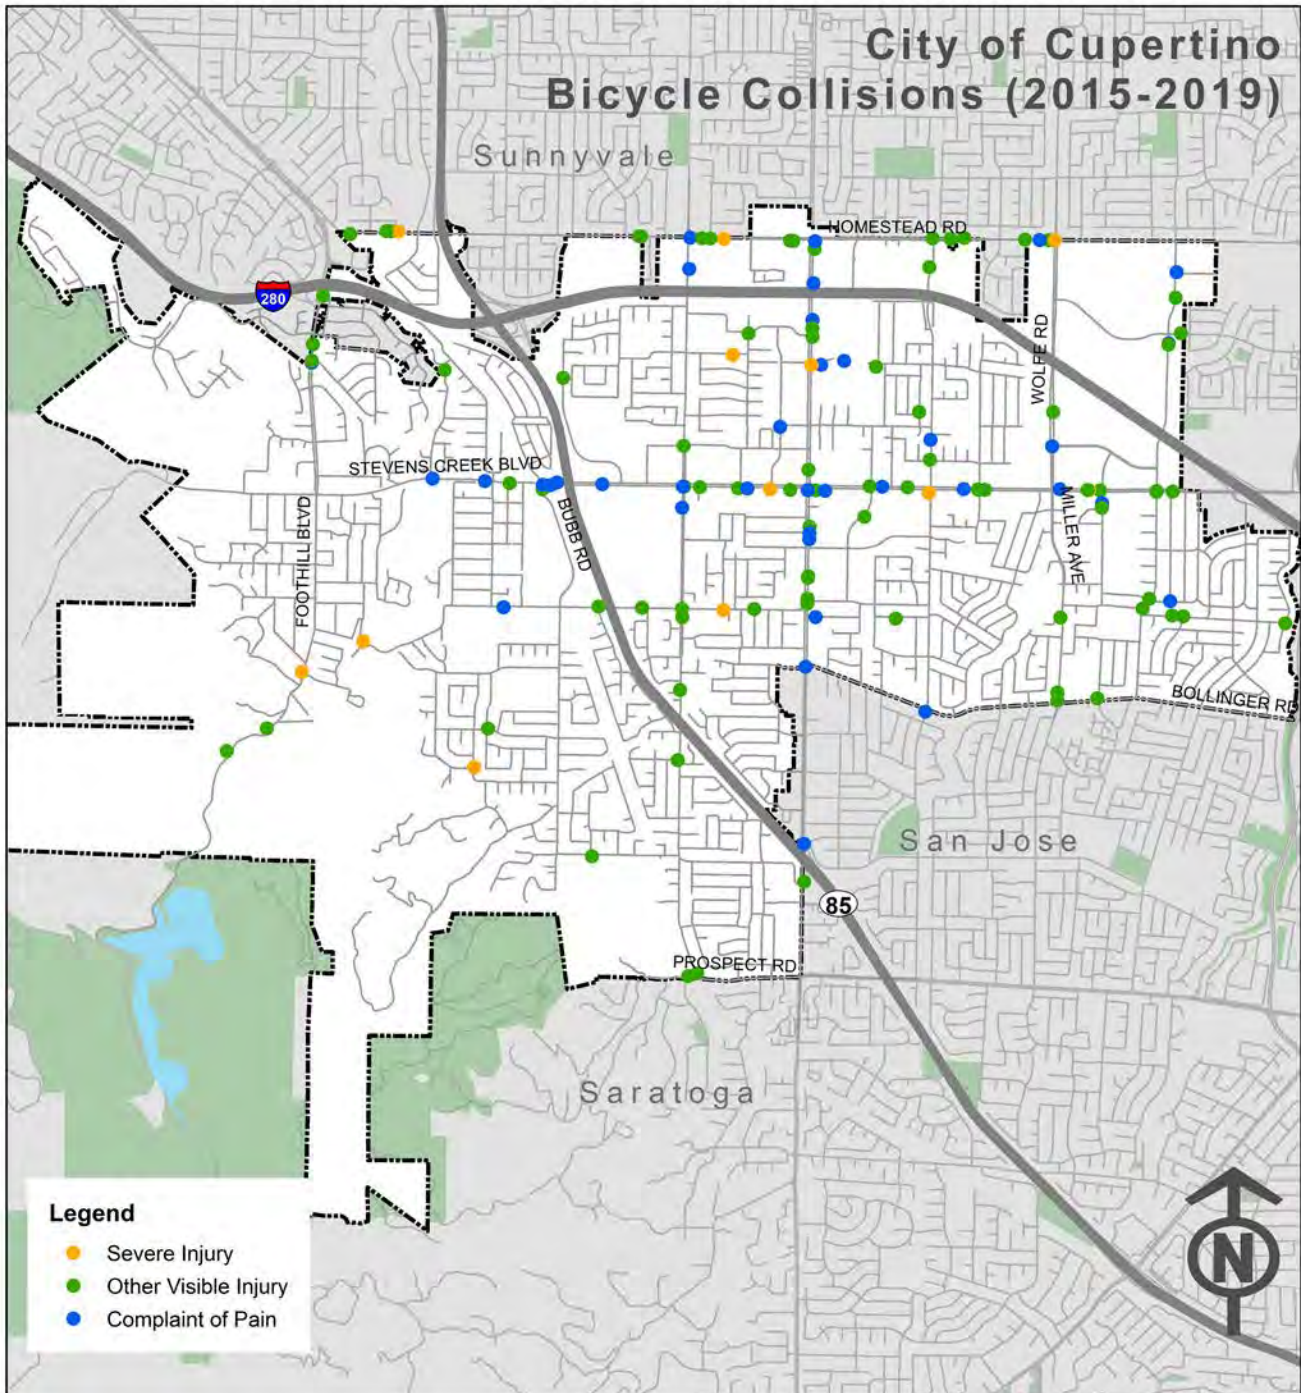 City of Cupertino
Bicycle Collisions (2015-2019)
Sunnyvale
HOMESTEAD RD
280
WOLFE RD
STEVENS CREEK BLVD
FOOTHILL BLVD
BUBB RD
MILLER AVE
BOLLINGER RD
San Jose
85
PROSPECT RD
Saratoga
Legend
Severe Injury
Other Visible Injury
Complaint of Pain
N